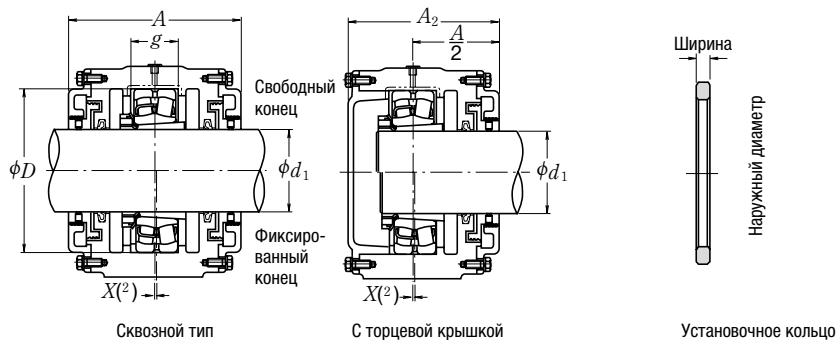 A
g
Свободный
конец
ϕD
ϕd₁
Фиксиро-
ванный
конец
X(²)
Сквозной тип
A₂
A/2
ϕd₁
X(²)
С торцевой крышкой
Ширина
Наружный диаметр
Установочное кольцо